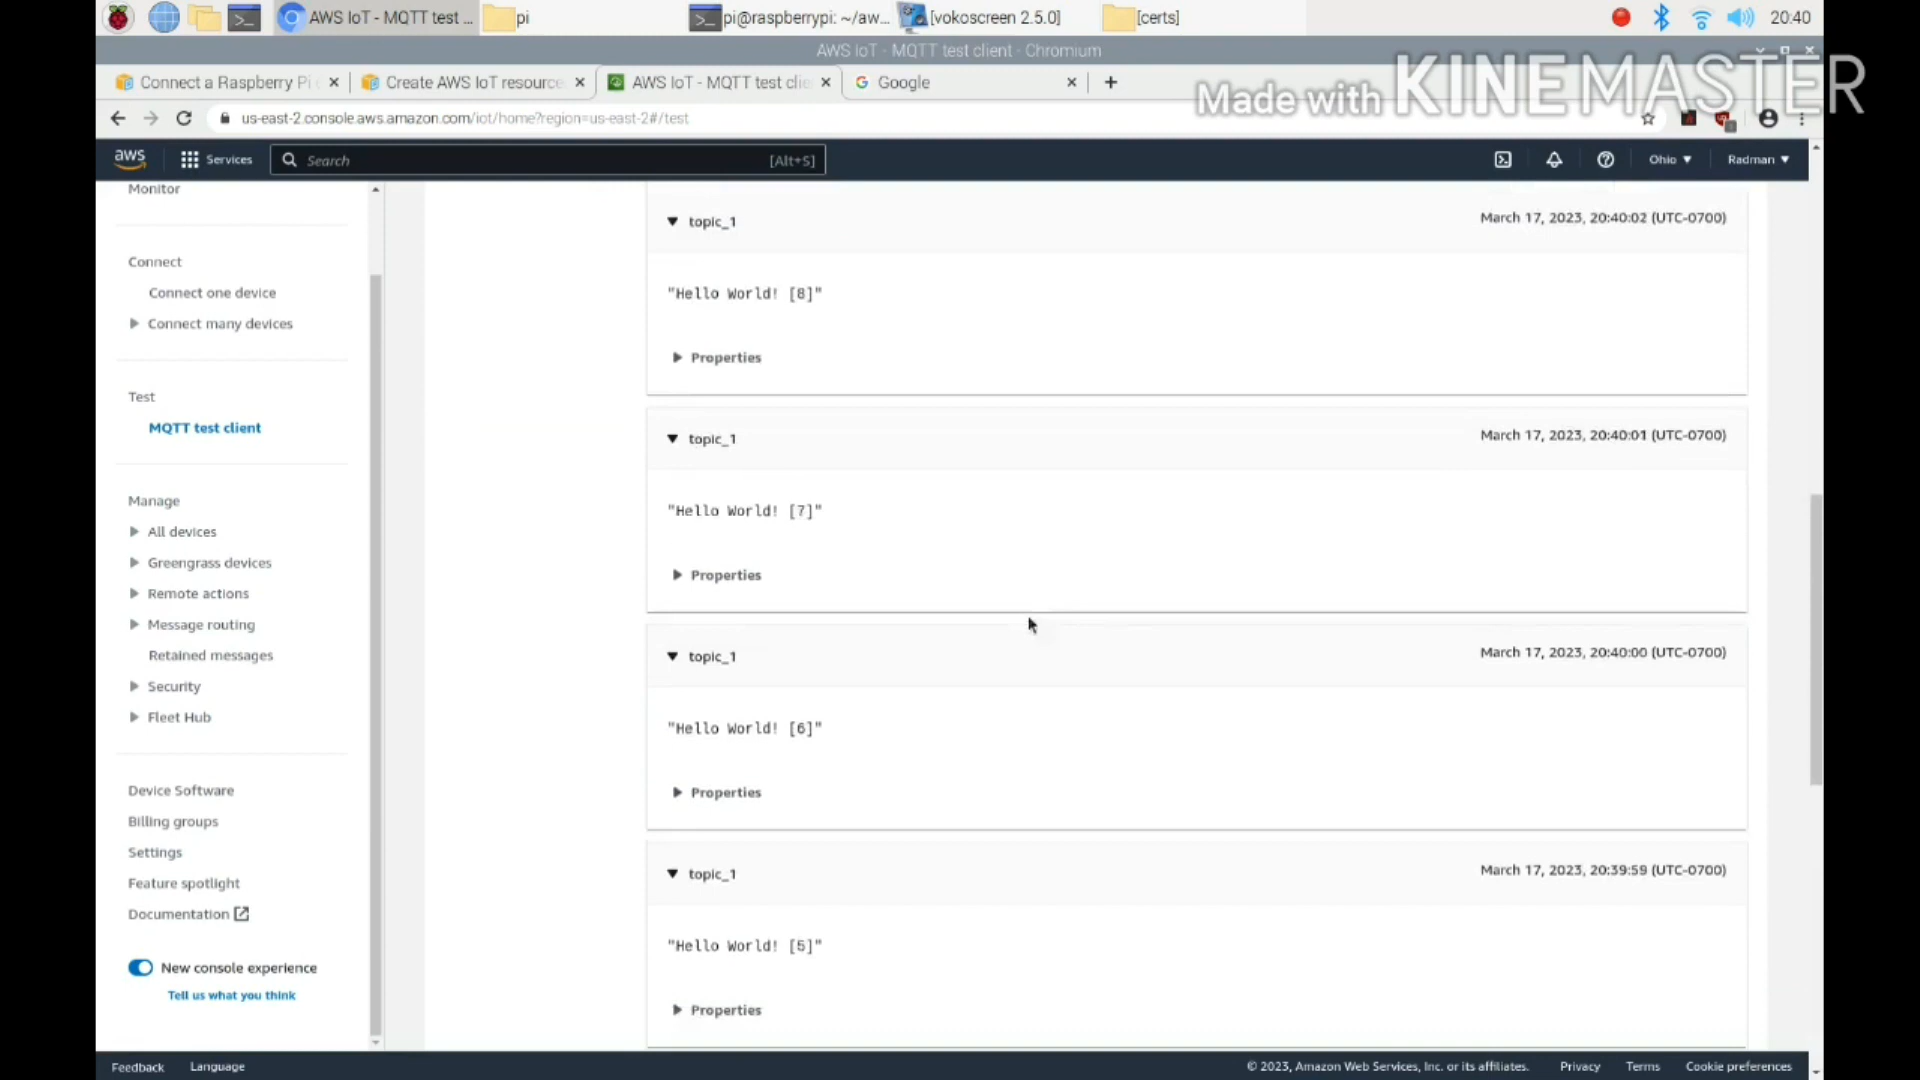 AWS IoT - MQTT test ...
pi
pi@raspberrypi: ~/aw...
[vokoscreen 2.5.0]
[certs]
20:40
AWS IoT - MQTT test client - Chromium
Connect a Raspberry Pi
Create AWS IoT resource
AWS IoT - MQTT test clie
Google
Made with KINEMASTER
us-east-2.console.aws.amazon.com/iot/home?region=us-east-2#/test
aws
Services
Search
[Alt+S]
Ohio
Radman
Monitor
Connect
Connect one device
Connect many devices
Test
MQTT test client
Manage
All devices
Greengrass devices
Remote actions
Message routing
Retained messages
Security
Fleet Hub
Device Software
Billing groups
Settings
Feature spotlight
Documentation
New console experience
Tell us what you think
topic_1
March 17, 2023, 20:40:02 (UTC-0700)
"Hello World! [8]"
Properties
topic_1
March 17, 2023, 20:40:01 (UTC-0700)
"Hello World! [7]"
Properties
topic_1
March 17, 2023, 20:40:00 (UTC-0700)
"Hello World! [6]"
Properties
topic_1
March 17, 2023, 20:39:59 (UTC-0700)
"Hello World! [5]"
Properties
Feedback
Language
© 2023, Amazon Web Services, Inc. or its affiliates.
Privacy
Terms
Cookie preferences